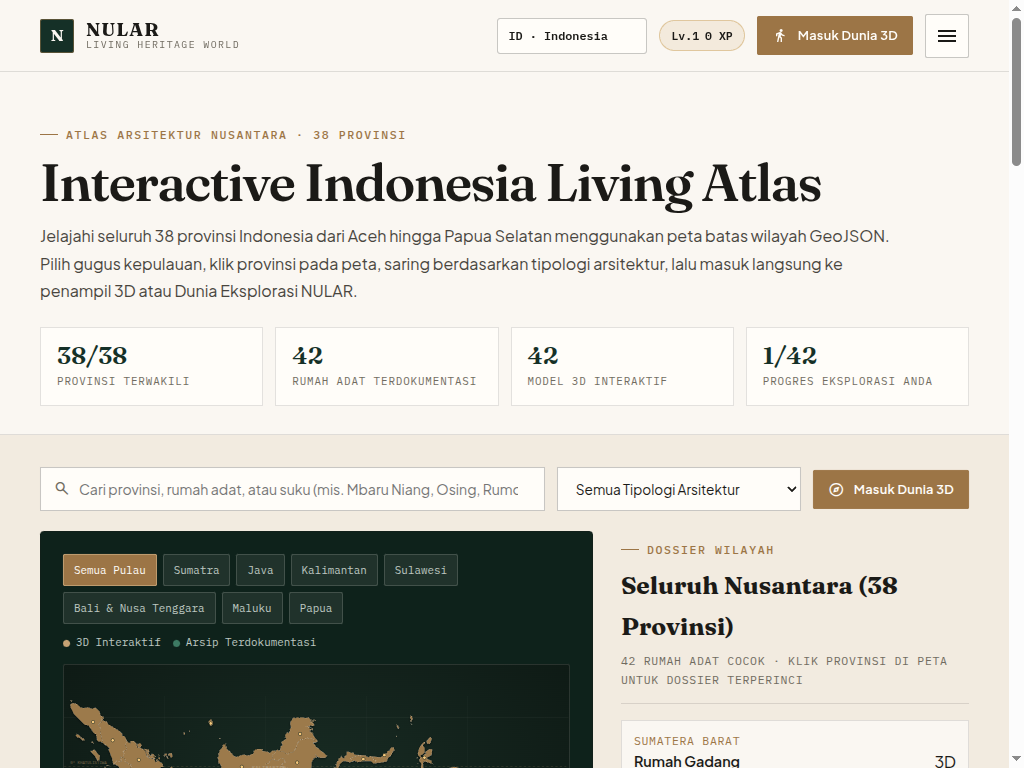 N
NULAR
LIVING HERITAGE WORLD
ID · Indonesia
Lv.1 0 XP
Masuk Dunia 3D
ATLAS ARSITEKTUR NUSANTARA · 38 PROVINSI
Interactive Indonesia Living Atlas
Jelajahi seluruh 38 provinsi Indonesia dari Aceh hingga Papua Selatan menggunakan peta batas wilayah GeoJSON.
Pilih gugus kepulauan, klik provinsi pada peta, saring berdasarkan tipologi arsitektur, lalu masuk langsung ke
penampil 3D atau Dunia Eksplorasi NULAR.
38/38
PROVINSI TERWAKILI
42
RUMAH ADAT TERDOKUMENTASI
42
MODEL 3D INTERAKTIF
1/42
PROGRES EKSPLORASI ANDA
Cari provinsi, rumah adat, atau suku (mis. Mbaru Niang, Osing, Rumo
Semua Tipologi Arsitektur
Masuk Dunia 3D
Semua Pulau
Sumatra
Java
Kalimantan
Sulawesi
Bali & Nusa Tenggara
Maluku
Papua
3D Interaktif
Arsip Terdokumentasi
DOSSIER WILAYAH
Seluruh Nusantara (38
Provinsi)
42 RUMAH ADAT COCOK · KLIK PROVINSI DI PETA
UNTUK DOSSIER TERPERINCI
SUMATERA BARAT
Rumah Gadang
3D